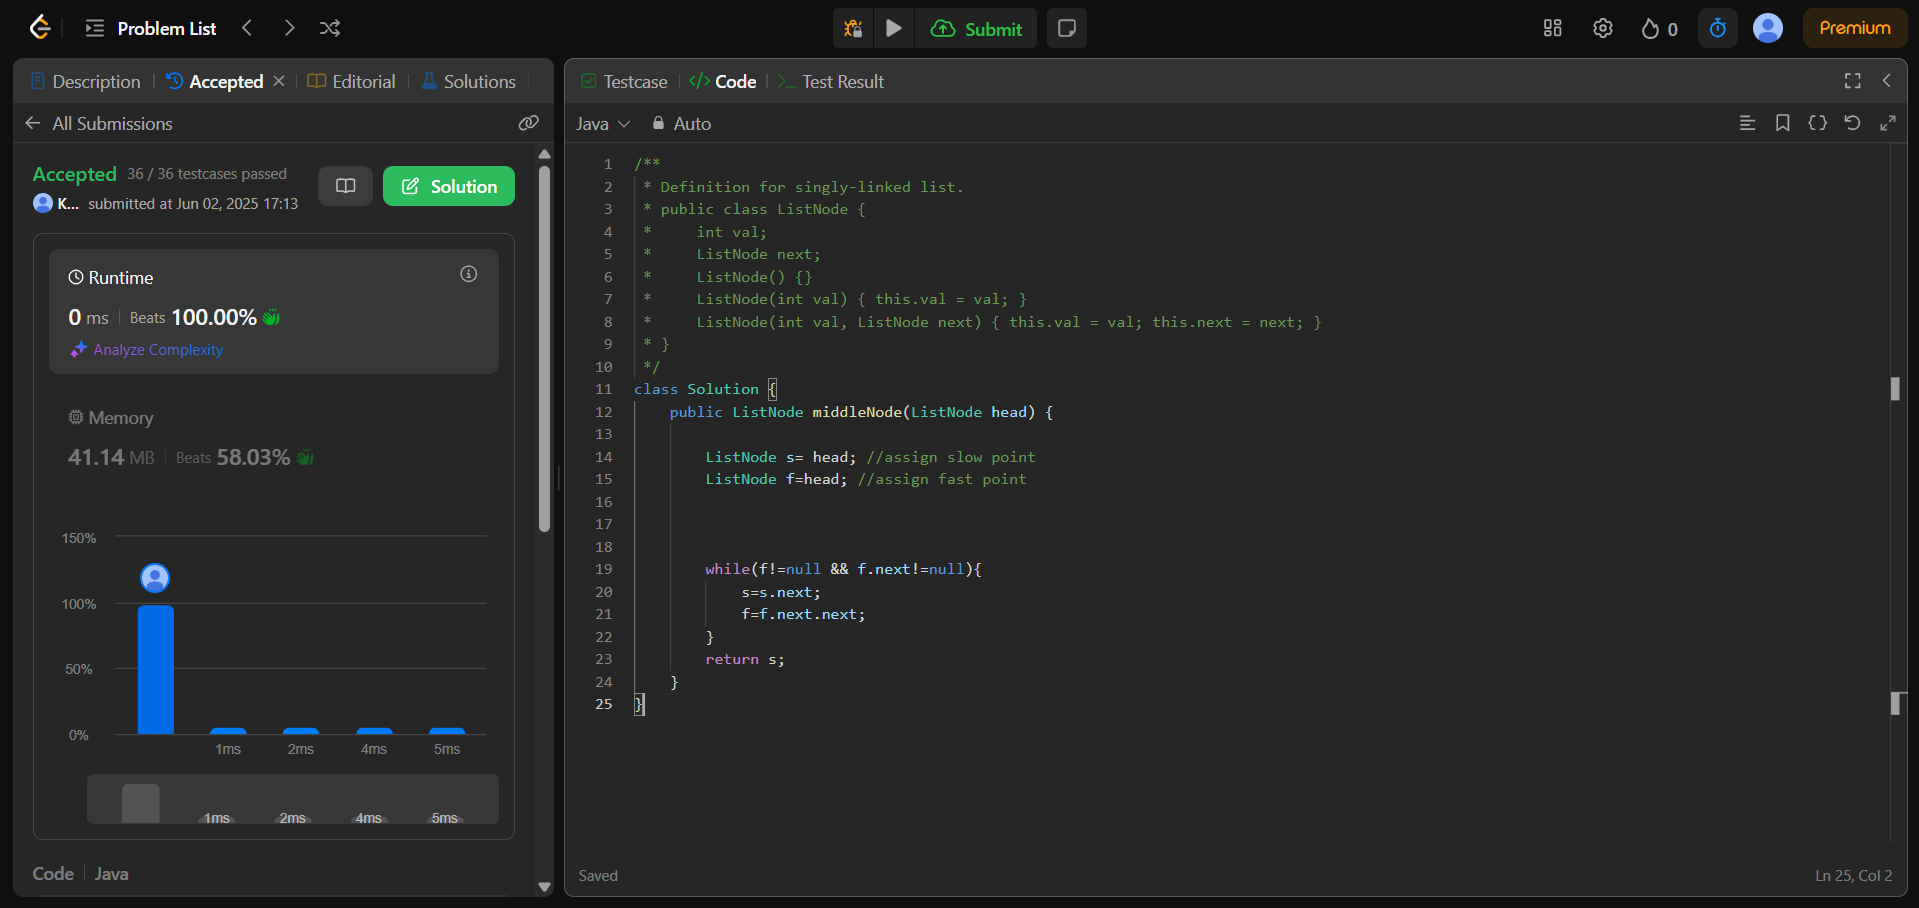 Problem List
Submit
0
Premium
Description
Accepted
Editorial
Solutions
All Submissions
Accepted 36 / 36 testcases passed
K... submitted at Jun 02, 2025 17:13
Solution
Runtime
0 ms Beats 100.00%
Analyze Complexity
Memory
41.14 MB Beats 58.03%
150%
100%
50%
0%
1ms 2ms 4ms 5ms
1ms 2ms 4ms 5ms
Code Java
Testcase
</> Code
>_ Test Result
Java Auto
1 /**
2 * Definition for singly-linked list.
3 * public class ListNode {
4 *     int val;
5 *     ListNode next;
6 *     ListNode() {}
7 *     ListNode(int val) { this.val = val; }
8 *     ListNode(int val, ListNode next) { this.val = val; this.next = next; }
9 * }
10 */
11 class Solution {
12     public ListNode middleNode(ListNode head) {
13
14         ListNode s= head; //assign slow point
15         ListNode f=head; //assign fast point
16
17
18
19         while(f!=null && f.next!=null){
20             s=s.next;
21             f=f.next.next;
22         }
23         return s;
24     }
25 }
Saved
Ln 25, Col 2